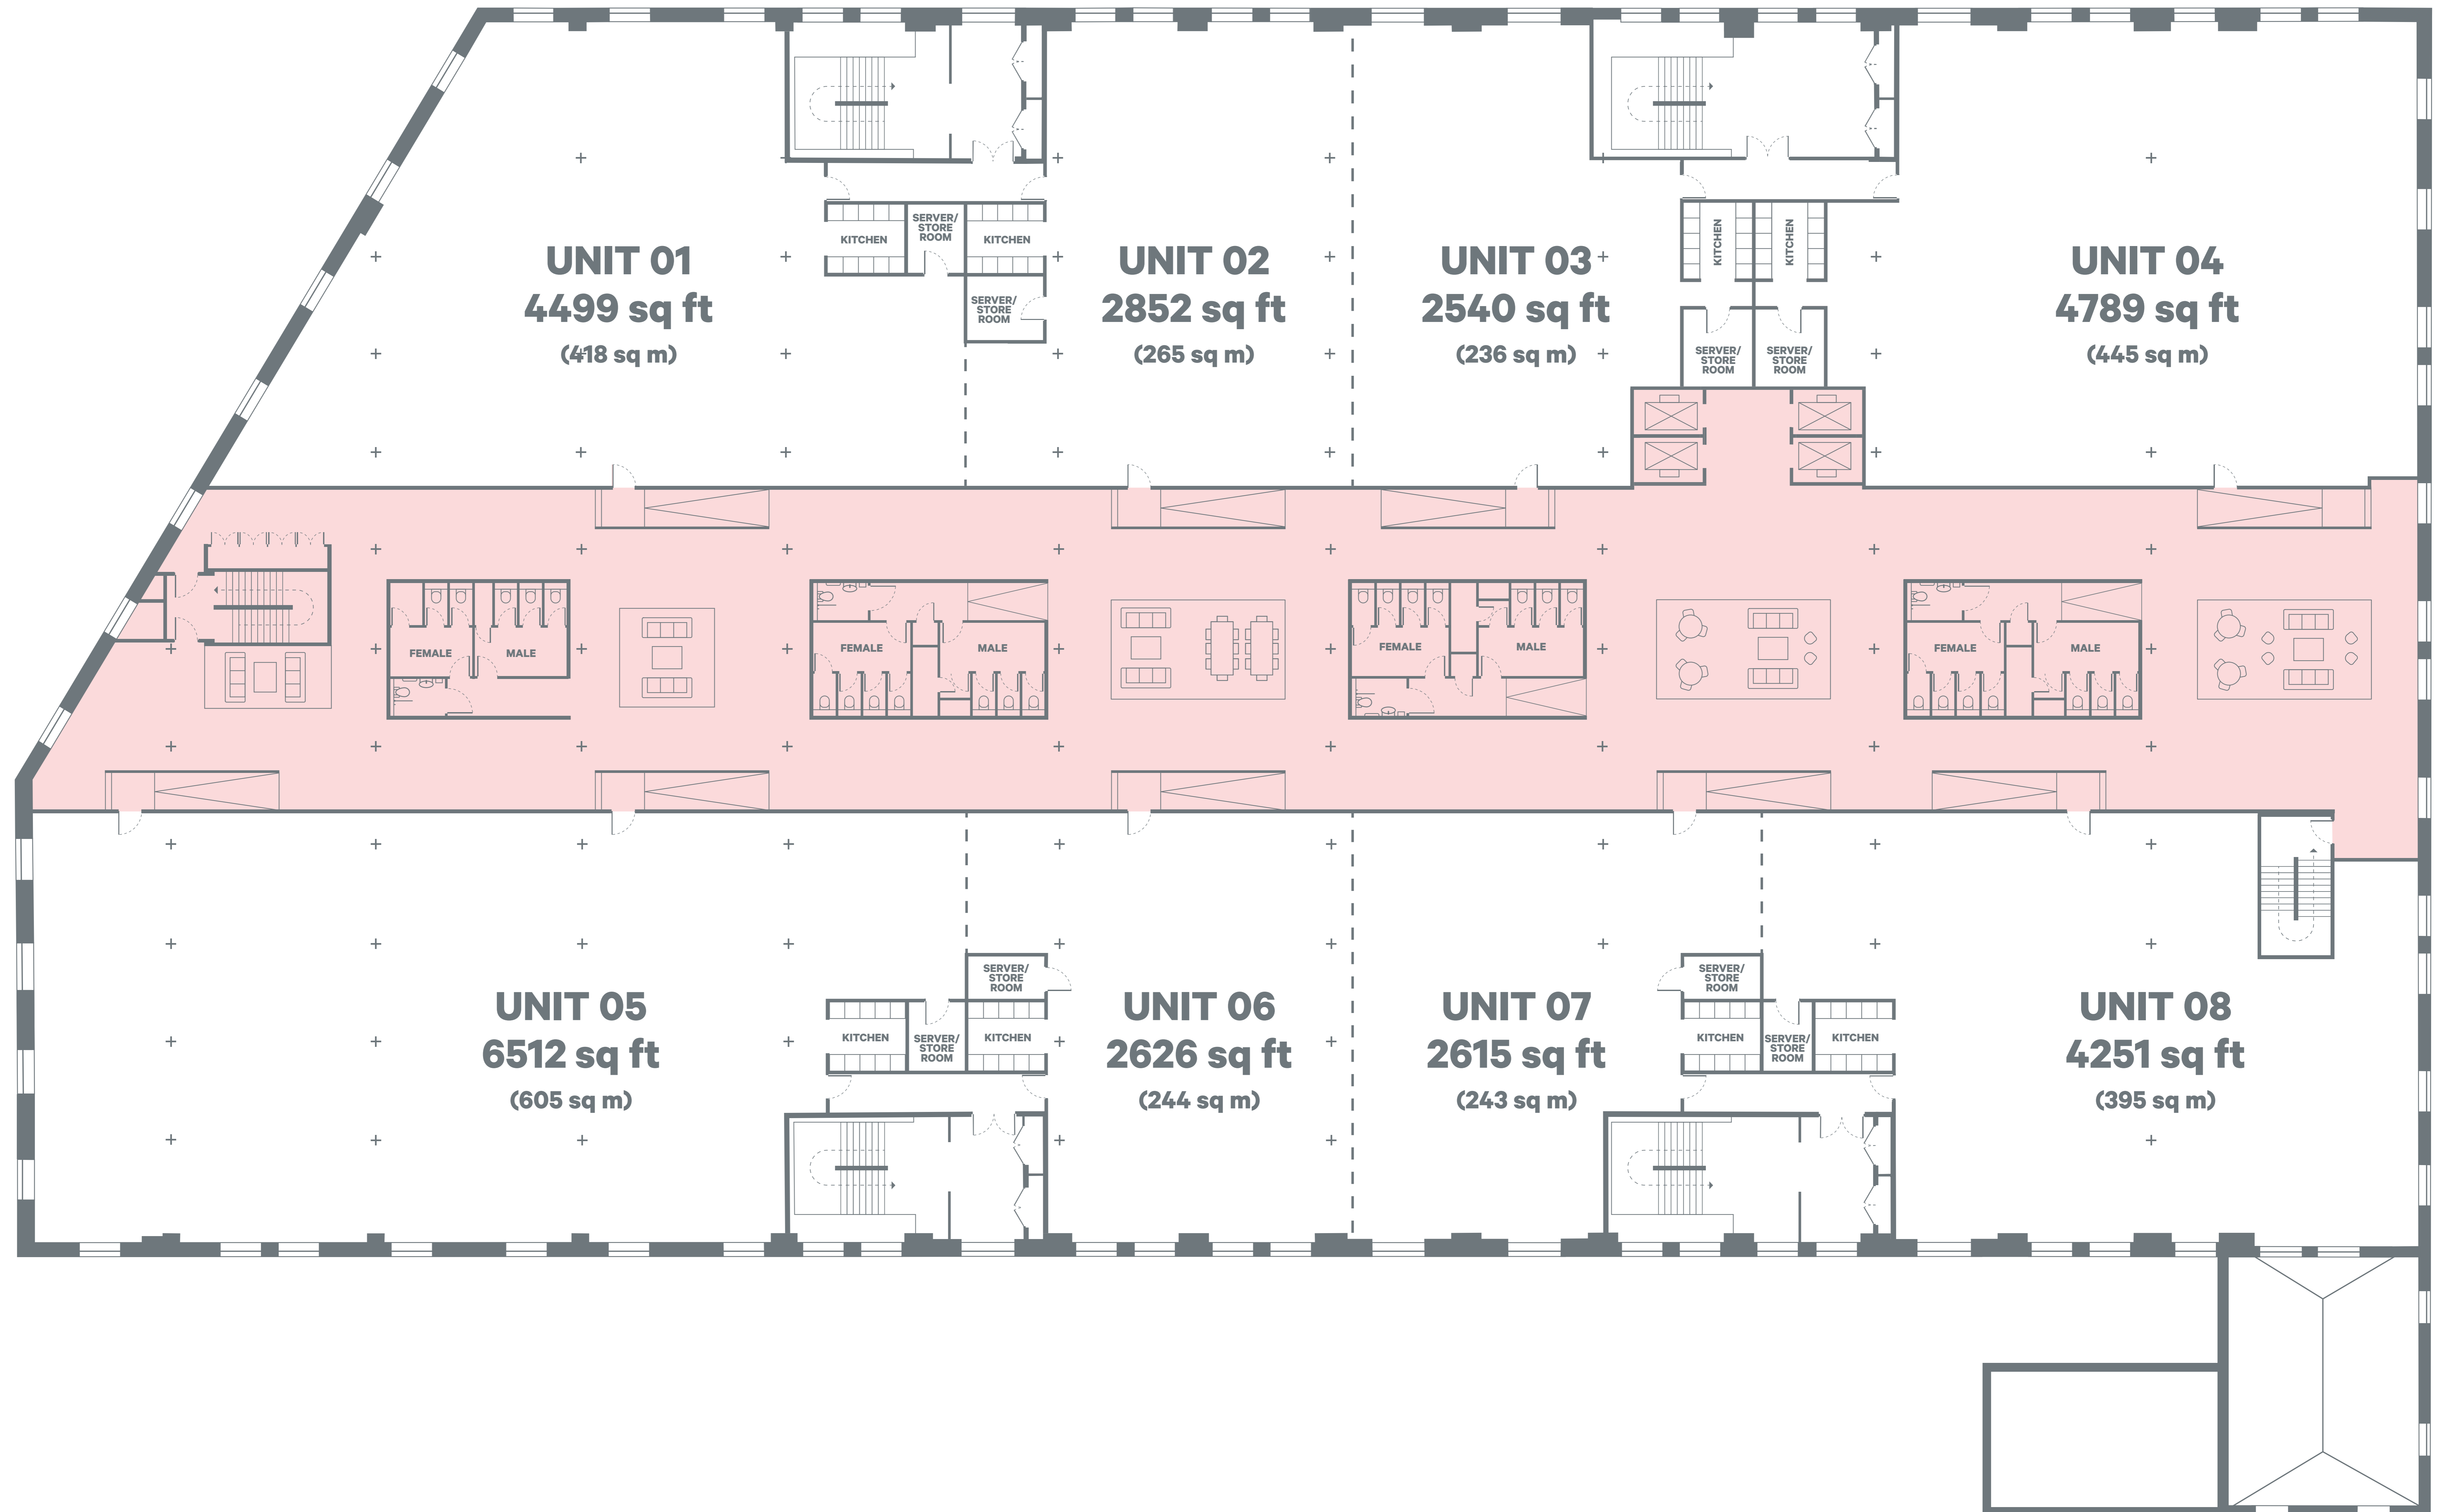 UNIT 01
4499 sq ft
(418 sq m)
KITCHEN
SERVER/
STORE
ROOM
KITCHEN
SERVER/
STORE
ROOM
UNIT 02
2852 sq ft
(265 sq m)
UNIT 03
2540 sq ft
(236 sq m)
KITCHEN
KITCHEN
SERVER/
STORE
ROOM
SERVER/
STORE
ROOM
UNIT 04
4789 sq ft
(445 sq m)
FEMALE
MALE
FEMALE
MALE
FEMALE
MALE
FEMALE
MALE
UNIT 05
6512 sq ft
(605 sq m)
SERVER/
STORE
ROOM
KITCHEN
SERVER/
STORE
ROOM
KITCHEN
UNIT 06
2626 sq ft
(244 sq m)
UNIT 07
2615 sq ft
(243 sq m)
SERVER/
STORE
ROOM
KITCHEN
SERVER/
STORE
ROOM
KITCHEN
UNIT 08
4251 sq ft
(395 sq m)